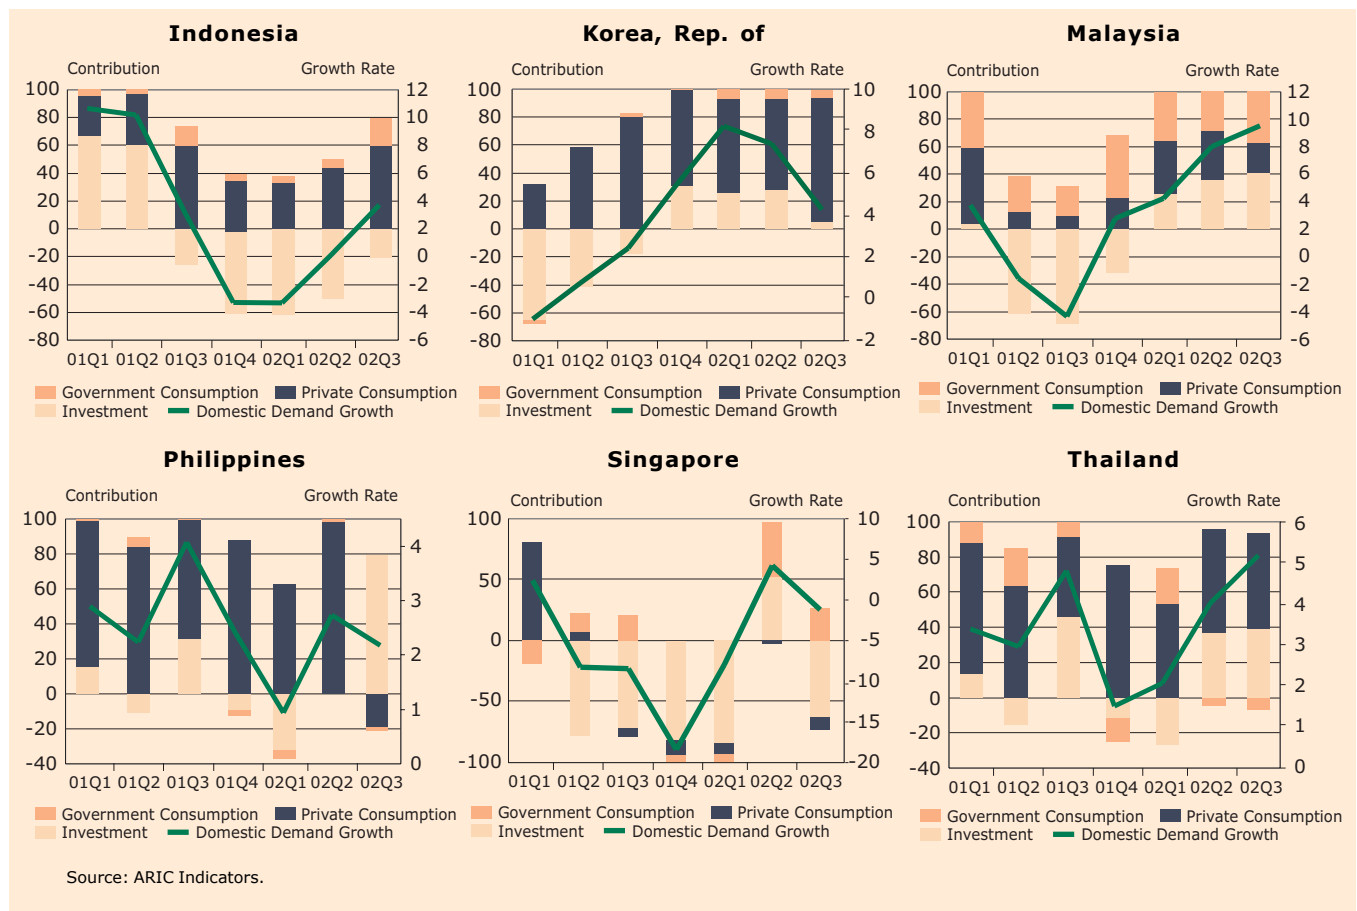 Indonesia
Contribution Growth Rate
100 12
80 10
60 8
40 6
20 4
0 2
-20 0
-40 -2
-60 -4
-80 -6
01Q1 01Q2 01Q3 01Q4 02Q1 02Q2 02Q3
Government Consumption Private Consumption
Investment Domestic Demand Growth
Korea, Rep. of
Contribution Growth Rate
100 10
80 8
60 6
40 4
20 2
0 0
-20 -2
-40
-60
-80
01Q1 01Q2 01Q3 01Q4 02Q1 02Q2 02Q3
Government Consumption Private Consumption
Investment Domestic Demand Growth
Malaysia
Contribution Growth Rate
100 12
80 10
60 8
40 6
20 4
0 2
-20 0
-40 -2
-60 -4
-80 -6
01Q1 01Q2 01Q3 01Q4 02Q1 02Q2 02Q3
Government Consumption Private Consumption
Investment Domestic Demand Growth
Philippines
Contribution Growth Rate
100
80 4
60 3
40
20 2
0 1
-20
-40 0
01Q1 01Q2 01Q3 01Q4 02Q1 02Q2 02Q3
Government Consumption Private Consumption
Investment Domestic Demand Growth
Singapore
Contribution Growth Rate
100 10
5
50 0
0 -5
-50 -10
-15
-100 -20
01Q1 01Q2 01Q3 01Q4 02Q1 02Q2 02Q3
Government Consumption Private Consumption
Investment Domestic Demand Growth
Thailand
Contribution Growth Rate
100 6
80 5
60 4
40 3
20 2
0 1
-20
-40 0
01Q1 01Q2 01Q3 01Q4 02Q1 02Q2 02Q3
Government Consumption Private Consumption
Investment Domestic Demand Growth
Source: ARIC Indicators.